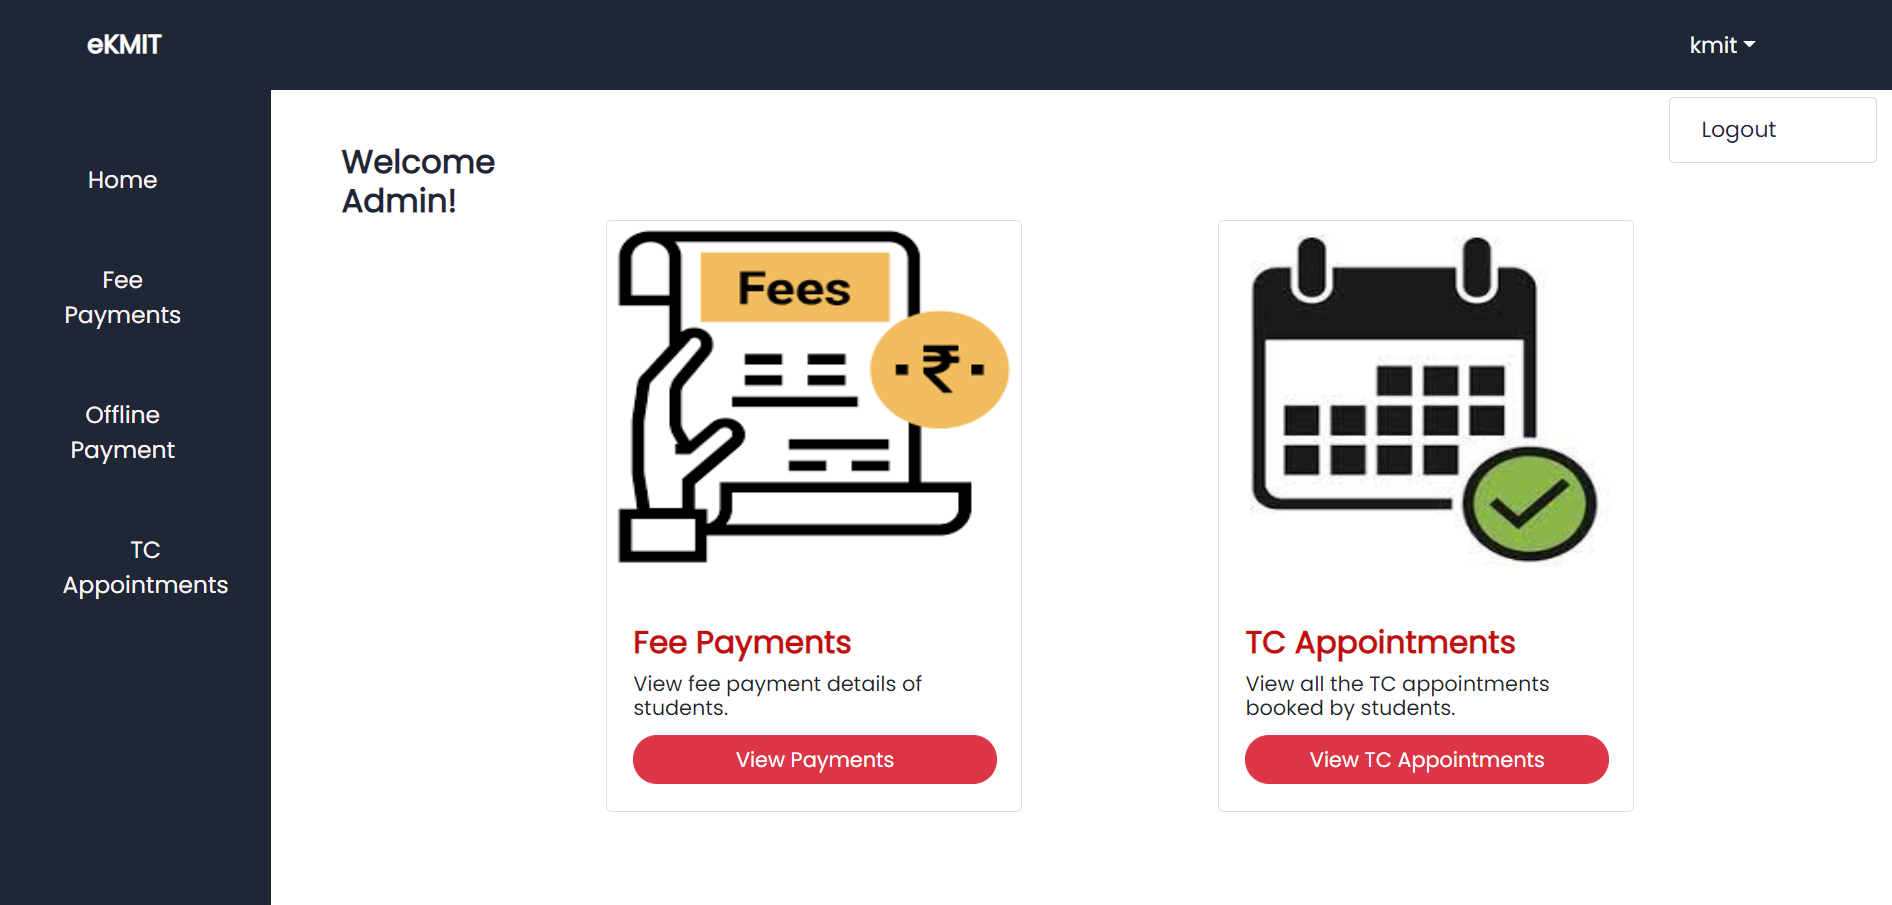 eKMIT
kmit
Logout
Home
Fee
Payments
Offline
Payment
TC
Appointments
Welcome
Admin!
Fees
₹
Fee Payments
View fee payment details of
students.
View Payments
TC Appointments
View all the TC appointments
booked by students.
View TC Appointments